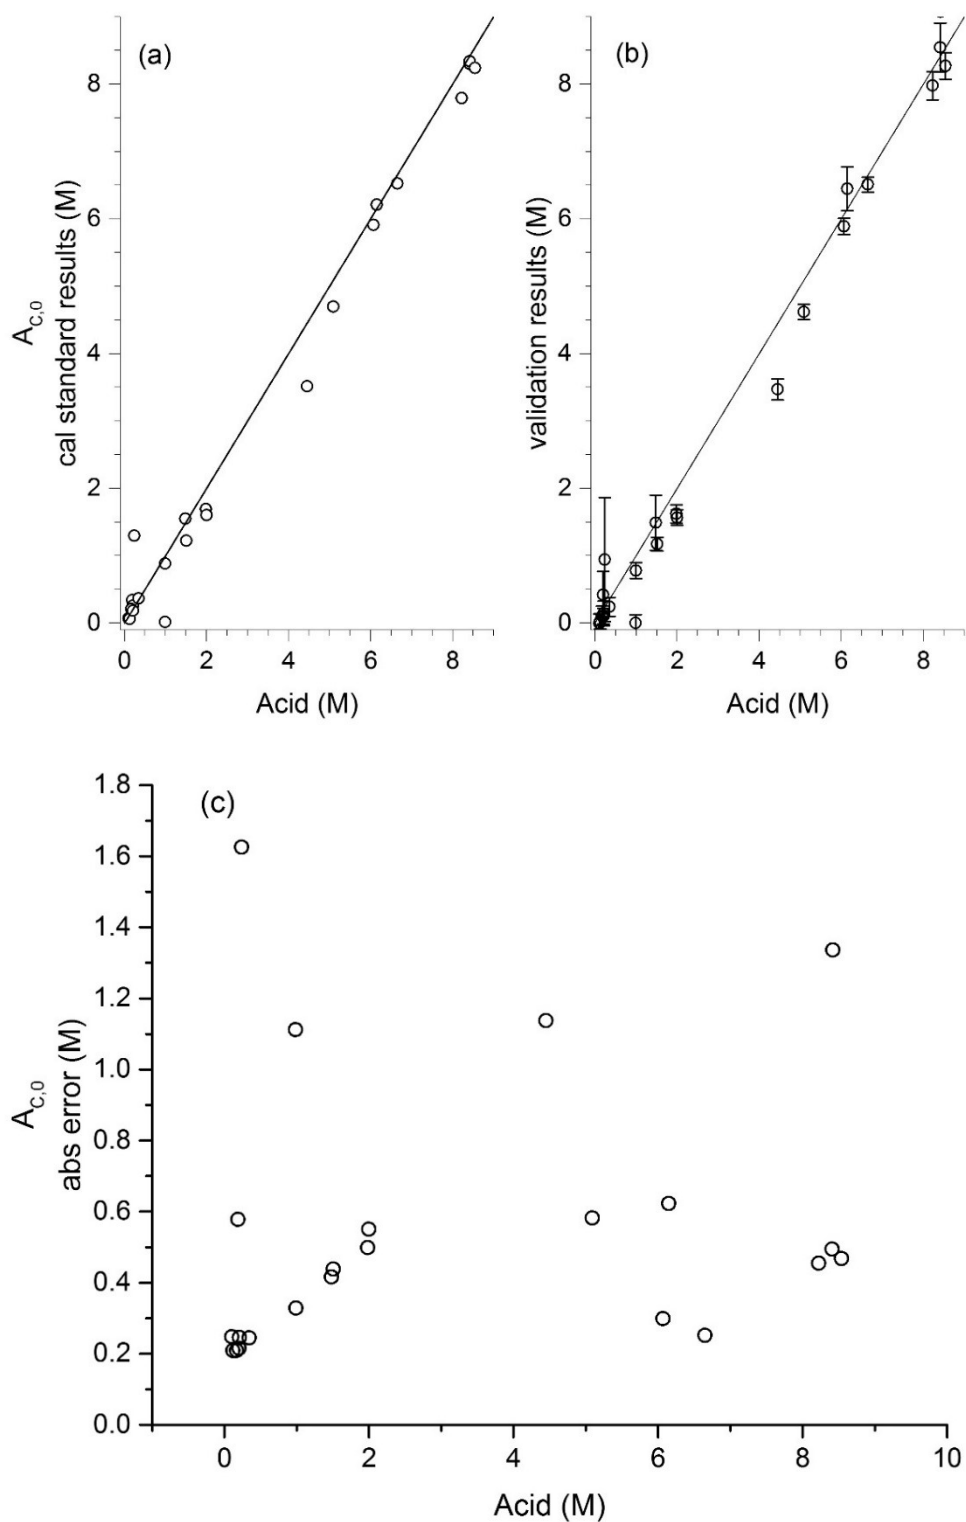 (a)
8
6
4
2
0
0 2 4 6 8
Acid (M)
A_C,0
cal standard results (M)
(b)
8
6
4
2
0
0 2 4 6 8
Acid (M)
validation results (M)
(c)
1.8
1.6
1.4
1.2
1.0
0.8
0.6
0.4
0.2
0.0
0 2 4 6 8 10
Acid (M)
A_C,0
abs error (M)